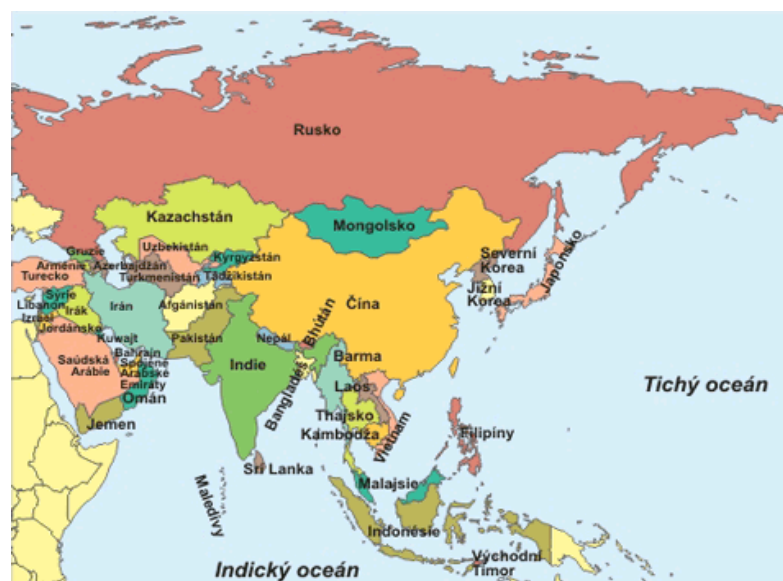 Rusko
Kazachstán
Mongolsko
Uzbekistán
Gruzie
Kyrgyzstán
Severní
Korea
Japonsko
Arménie
Azerbajdžán
Turecko
Turkmenistán
Tádžikistán
Jižní
Korea
Sýrie
Libanon
Irák
Írán
Afgánistán
Čína
Izrael
Jordánsko
Kuwajt
Pákistán
Nepál
Bhútán
Bahrajn
Saúdská
Arábie
Spojené
Arabské
Emiráty
Indie
Bangladéš
Barma
Omán
Laos
Tichý oceán
Jemen
Thajsko
Kambodža
Vietnam
Filipíny
Srí Lanka
Malajsie
Maledivy
Indonésie
Východní
Timor
Indický oceán